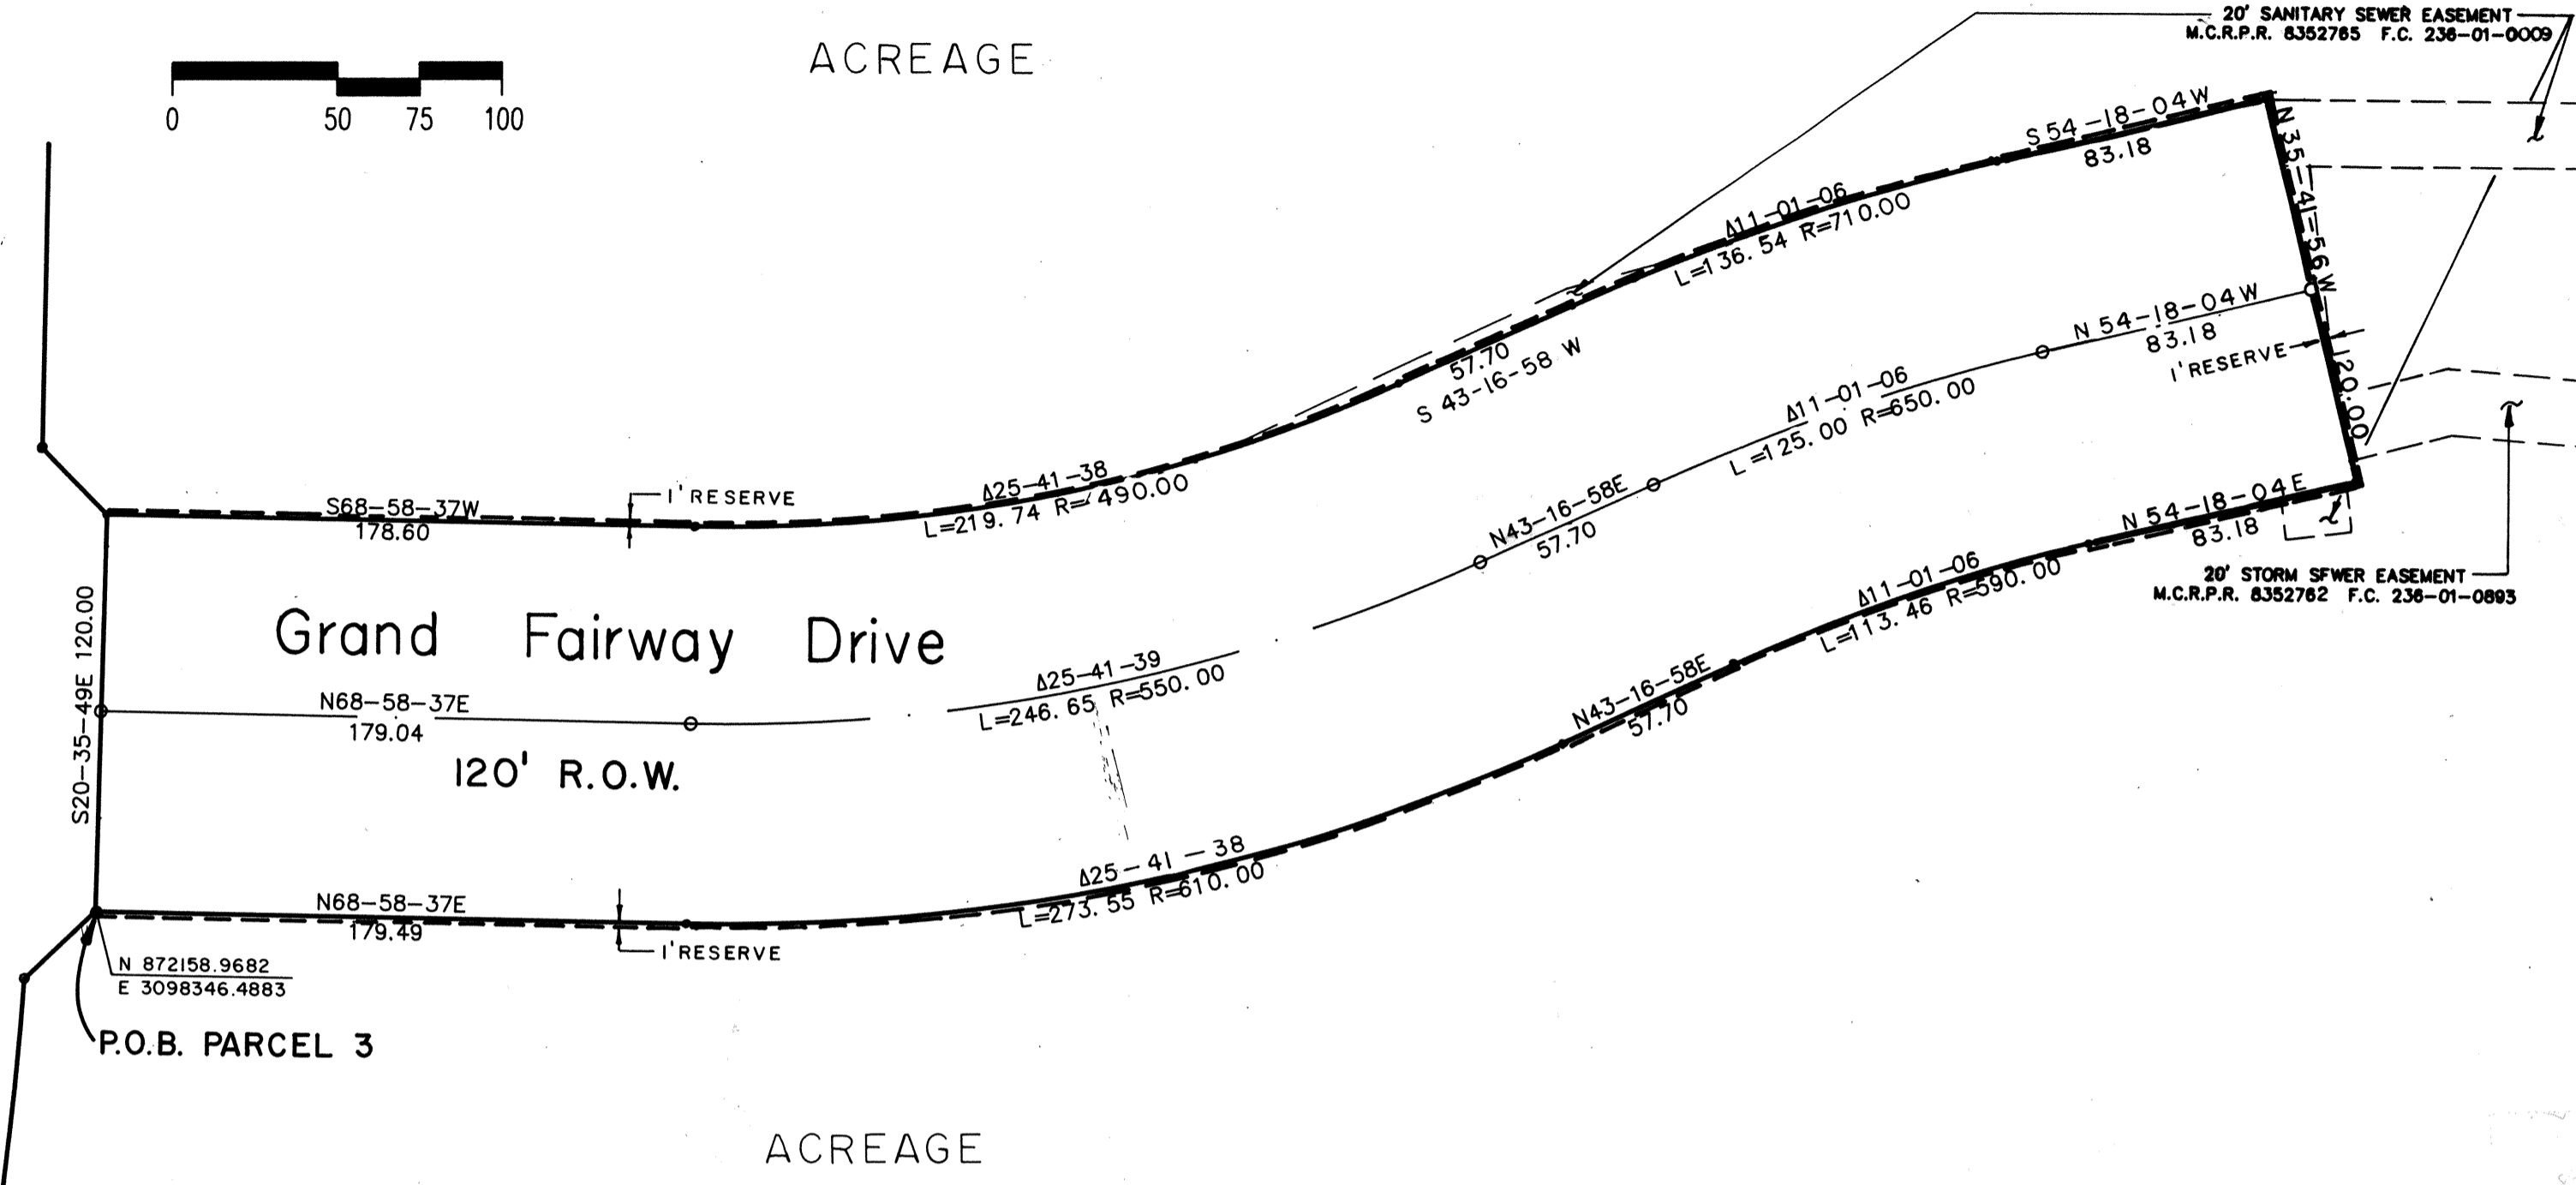 20' SANITARY SEWER EASEMENT
M.C.R.P.R. 8352765 F.C. 236-01-0009
ACREAGE
0 50 75 100
S 54-18-04W
83.18
N 35-41-56W
120.00
Δ11-01-06
L=136.54 R=710.00
57.70
S 43-16-58 W
N 54-18-04W
83.18
1' RESERVE
Δ11-01-06
L=125.00 R=650.00
N43-16-58E
57.70
Δ25-41-38
L=219.74 R=490.00
1' RESERVE
S68-58-37W
178.60
N 54-18-04E
83.18
20' STORM SFWER EASEMENT
M.C.R.P.R. 8352762 F.C. 236-01-0893
Δ11-01-06
L=113.46 R=590.00
N43-16-58E
57.70
S20-35-49E 120.00
Grand Fairway Drive
Δ25-41-39
L=246.65 R=550.00
N68-58-37E
179.04
120' R.O.W.
Δ25-41-38
L=273.55 R=610.00
N68-58-37E
179.49
1' RESERVE
N 872158.9682
E 3098346.4883
P.O.B. PARCEL 3
ACREAGE